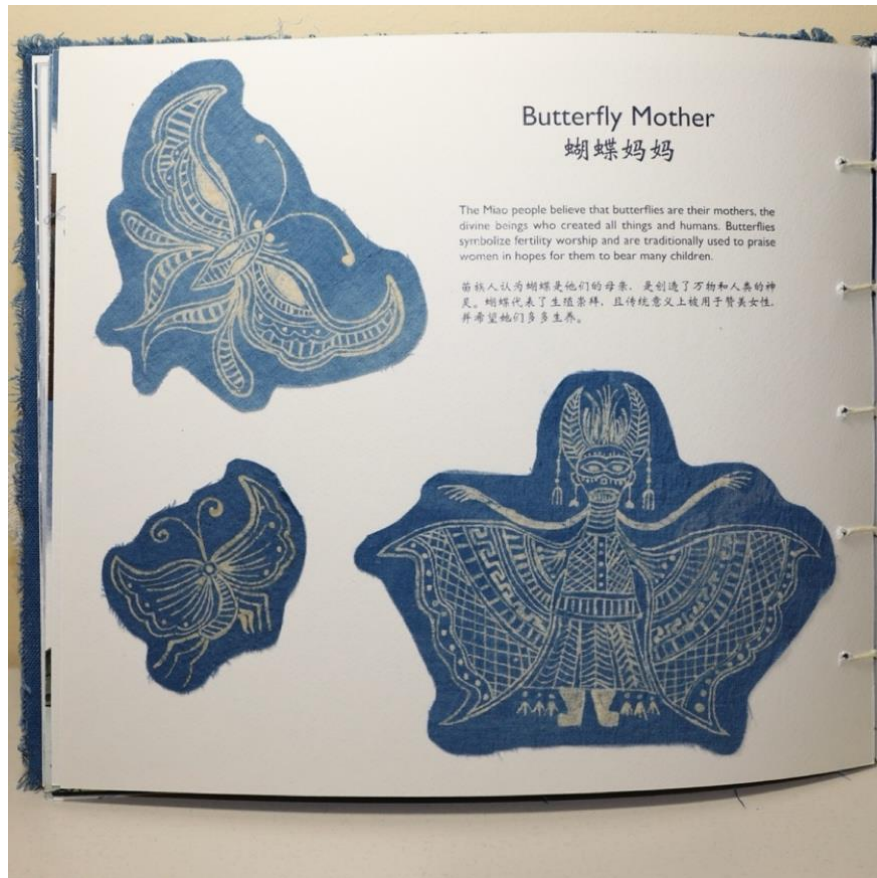 Butterfly Mother
蝴蝶妈妈
The Miao people believe that butterflies are their mothers, the
divine beings who created all things and humans. Butterflies
symbolize fertility worship and are traditionally used to praise
women in hopes for them to bear many children.
苗族人认为蝴蝶是他们的母亲，是创造了万物和人类的神
灵。蝴蝶代表了生殖崇拜，且传统意义上被用于赞美女性，
并希望她们多多生养。